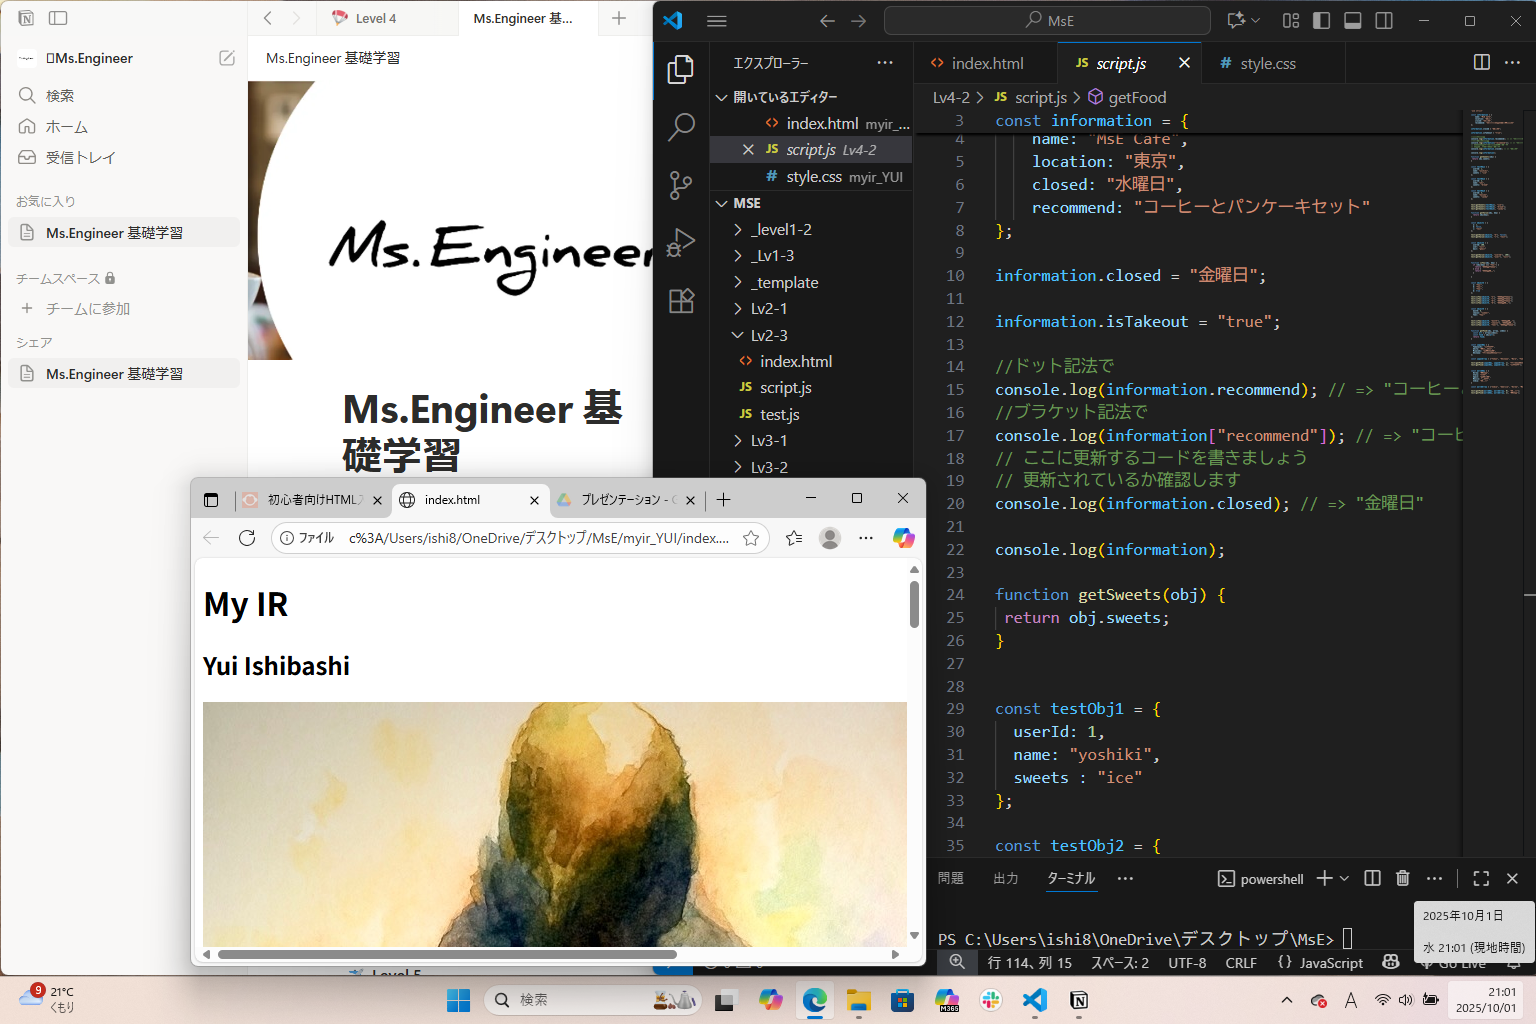 Level 4
Ms.Engineer 基...
Ms.Engineer
検索
ホーム
受信トレイ
お気に入り
Ms.Engineer 基礎学習
チームスペース
チームに参加
シェア
Ms.Engineer 基礎学習
Ms.Engineer 基礎学習
Ms.Engineer
Ms.Engineer 基
礎学習
Level 5
MsE
エクスプローラー
開いているエディター
index.html myir_...
script.js Lv4-2
style.css myir_YUI
MSE
_level1-2
_Lv1-3
_template
Lv2-1
Lv2-3
index.html
script.js
test.js
Lv3-1
Lv3-2
index.html
script.js
style.css
Lv4-2 > JS script.js > getFood
3 const information = {
4 name: "MsE Cafe",
5 location: "東京",
6 closed: "水曜日",
7 recommend: "コーヒーとパンケーキセット"
8 };
9
10 information.closed = "金曜日";
11
12 information.isTakeout = "true";
13
14 //ドット記法で
15 console.log(information.recommend); // => "コーヒー
16 //ブラケット記法で
17 console.log(information["recommend"]); // => "コーヒ
18 // ここに更新するコードを書きましょう
19 // 更新されているか確認します
20 console.log(information.closed); // => "金曜日"
21
22 console.log(information);
23
24 function getSweets(obj) {
25 return obj.sweets;
26 }
27
28
29 const testObj1 = {
30 userId: 1,
31 name: "yoshiki",
32 sweets : "ice"
33 };
34
35 const testObj2 = {
問題
出力
ターミナル
powershell
PS C:\Users\ishi8\OneDrive\デスクトップ\MsE>
行 114、列 15
スペース: 2
UTF-8
CRLF
{} JavaScript
Go Live
2025年10月1日
水 21:01 (現地時間)
初心者向けHTML
index.html
プレゼンテーション -
ファイル
c%3A/Users/ishi8/OneDrive/デスクトップ/MsE/myir_YUI/index....
My IR
Yui Ishibashi
9
21°C
くもり
検索
M365
A
21:01
2025/10/01